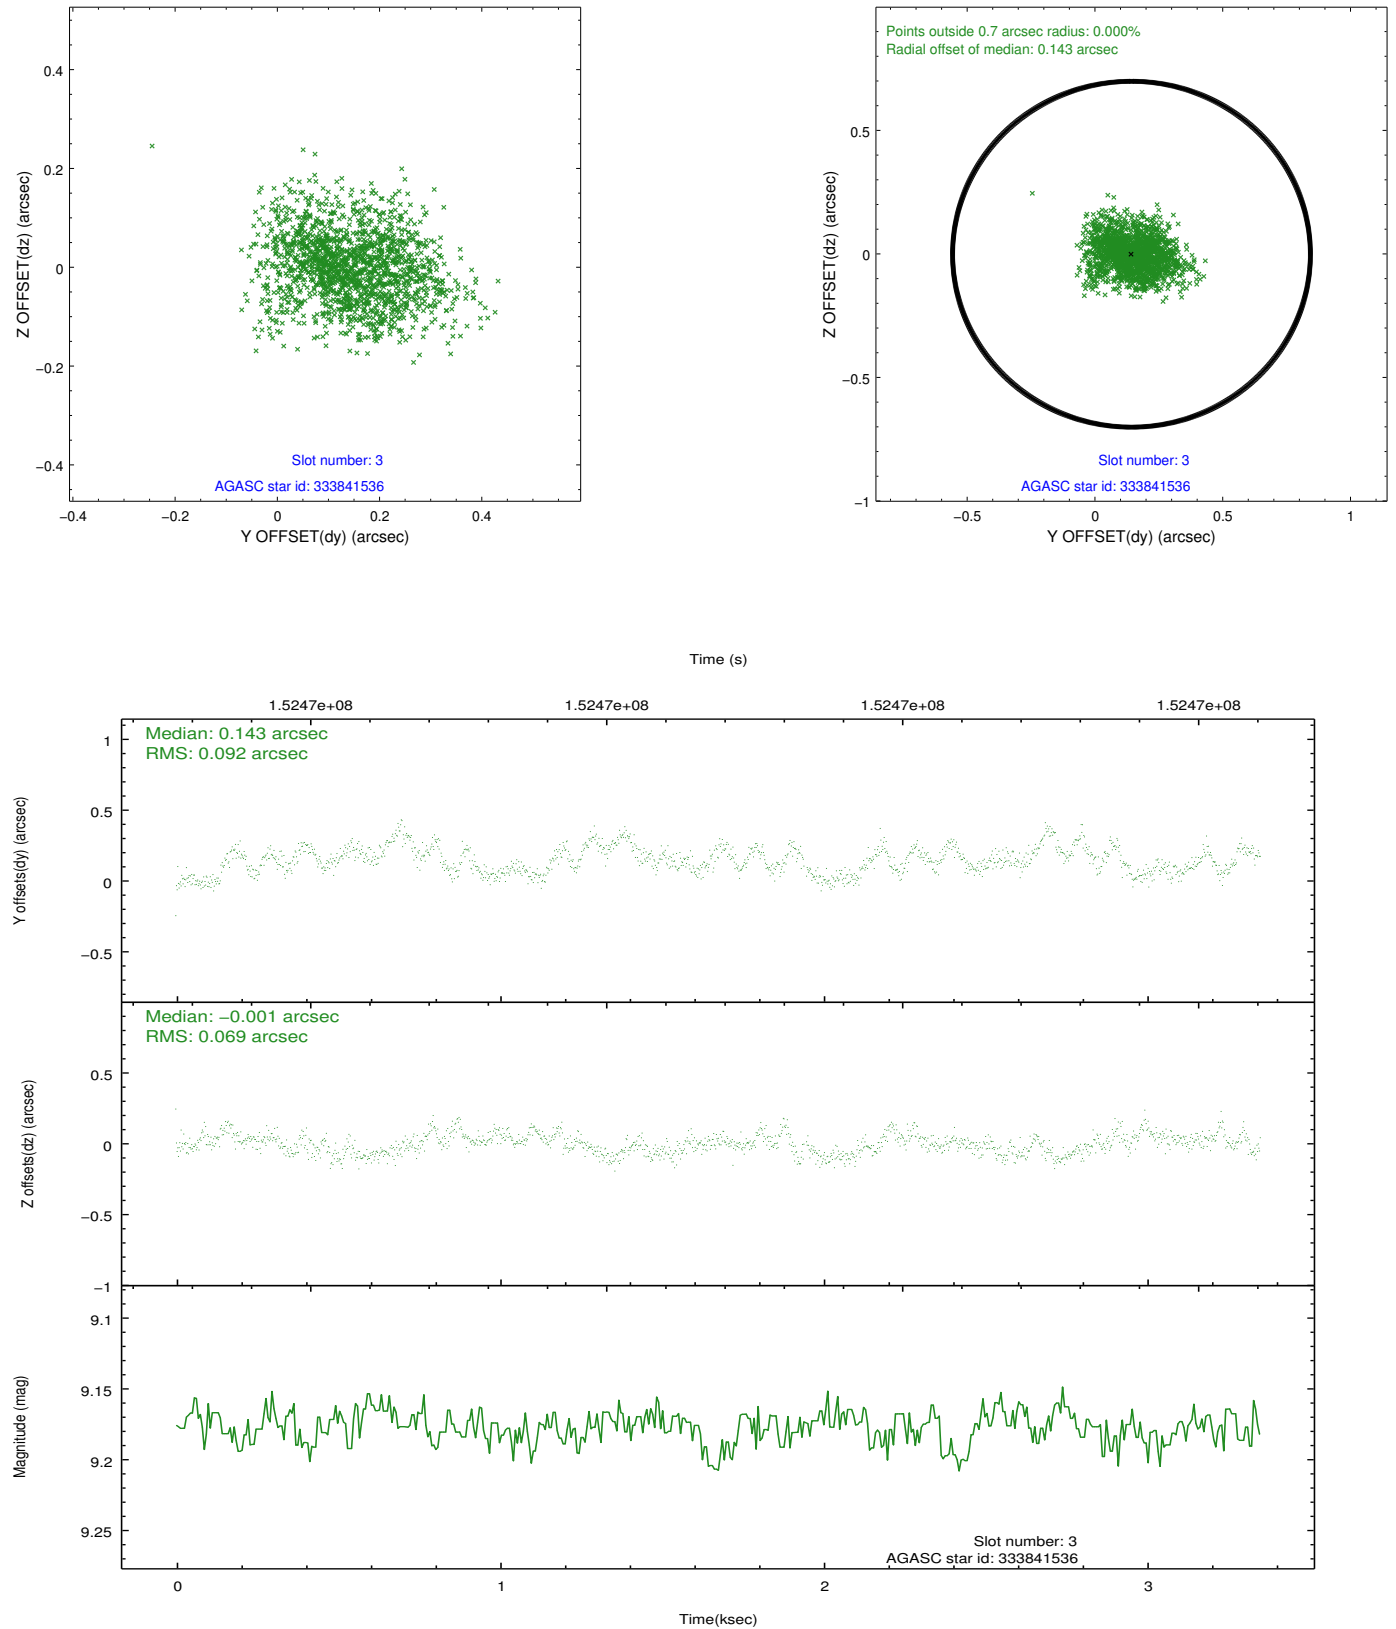 0.4
0.2
0
−0.2
−0.4
Z OFFSET(dz) (arcsec)
Slot number: 3
AGASC star id: 333841536
−0.4
−0.2
0
0.2
0.4
Y OFFSET(dy) (arcsec)
Points outside 0.7 arcsec radius: 0.000%
Radial offset of median: 0.143 arcsec
0.5
0
−0.5
−1
Z OFFSET(dz) (arcsec)
Slot number: 3
AGASC star id: 333841536
−0.5
0
0.5
1
Y OFFSET(dy) (arcsec)
Time (s)
1.5247e+08
1.5247e+08
1.5247e+08
1.5247e+08
Median: 0.143 arcsec
RMS: 0.092 arcsec
1
0.5
0
−0.5
Y offsets(dy) (arcsec)
Median: −0.001 arcsec
RMS: 0.069 arcsec
0.5
0
−0.5
−1
Z offsets(dz) (arcsec)
9.1
9.15
9.2
9.25
Magnitude (mag)
Slot number: 3
AGASC star id: 333841536
0
1
2
3
Time(ksec)